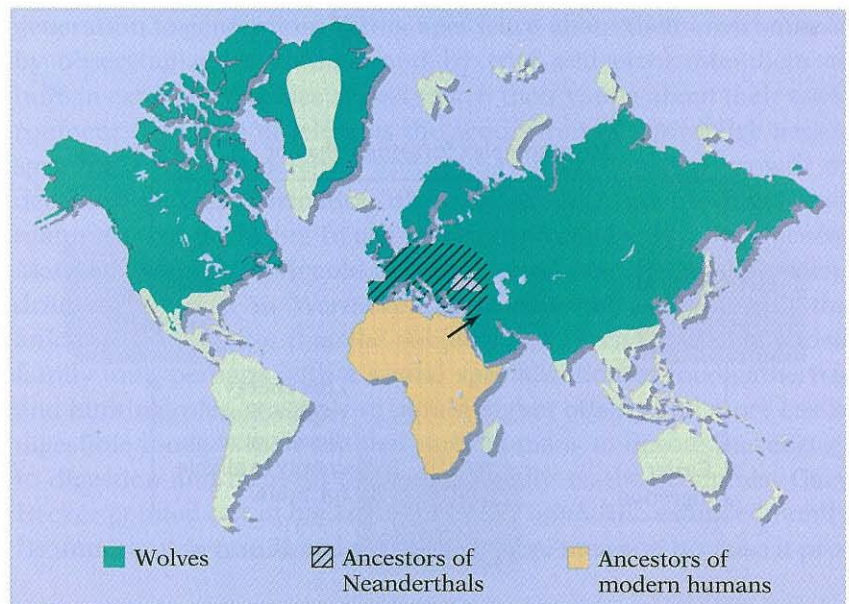 Wolves
Ancestors of
Neanderthals
Ancestors of
modern humans